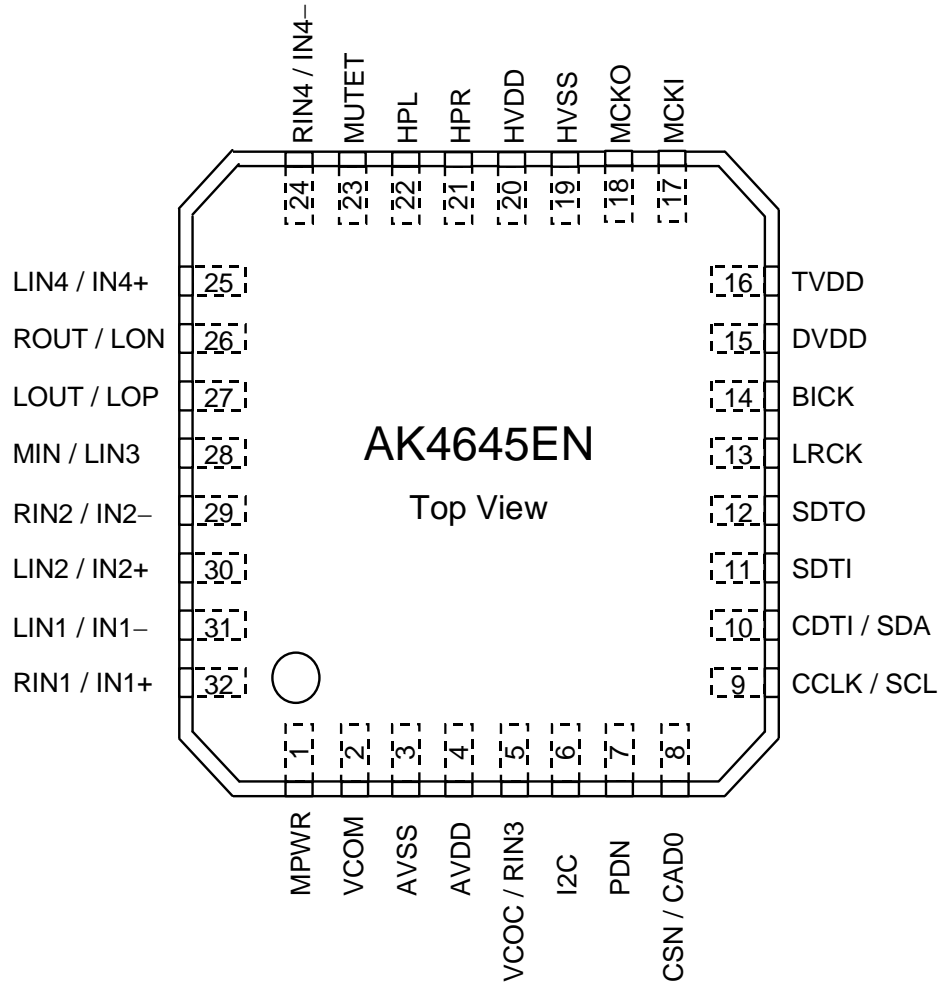 RIN4 / IN4−
MUTET
HPL
HPR
HVDD
HVSS
MCKO
MCKI
24
23
22
21
20
19
18
17
LIN4 / IN4+
25
16
TVDD
ROUT / LON
26
15
DVDD
LOUT / LOP
27
14
BICK
MIN / LIN3
28
AK4645EN
13
LRCK
RIN2 / IN2−
29
Top View
12
SDTO
LIN2 / IN2+
30
11
SDTI
LIN1 / IN1−
31
10
CDTI / SDA
RIN1 / IN1+
32
9
CCLK / SCL
1
2
3
4
5
6
7
8
MPWR
VCOM
AVSS
AVDD
VCOC / RIN3
I2C
PDN
CSN / CAD0